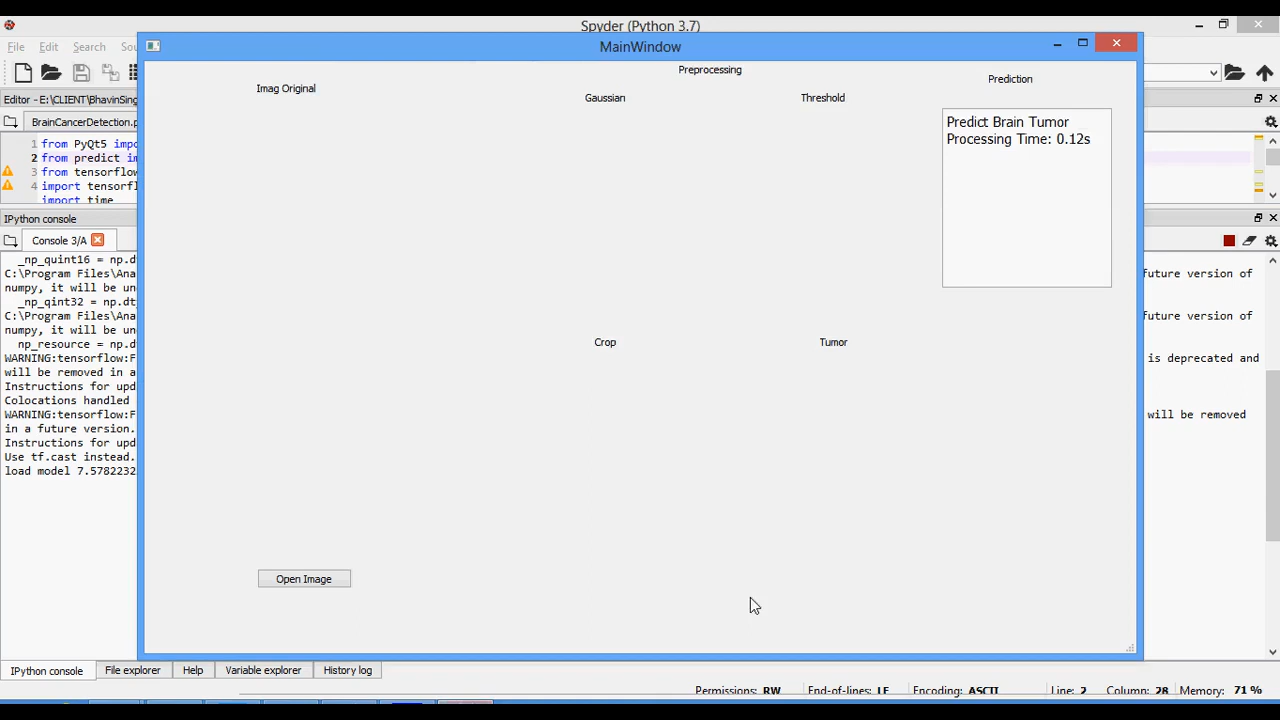 Spyder (Python 3.7)
MainWindow
File Edit Search Sou
Preprocessing
Imag Original
Gaussian
Threshold
Prediction
Predict Brain Tumor
Processing Time: 0.12s
Crop
Tumor
Open Image
Editor - E:\CLIENT\BhavinSing
BrainCancerDetection.p
1 from PyQt5 impo
2 from predict im
3 from tensorflow
4 import tensorfl
import time
IPython console
Console 3/A
_np_quint16 = np.d
C:\Program Files\Ana future version of
numpy, it will be un
_np_qint32 = np.dt
C:\Program Files\Ana future version of
numpy, it will be un
np_resource = np.d
WARNING:tensorflow:F is deprecated and
will be removed in a
Instructions for upd
Colocations handled
WARNING:tensorflow:F will be removed
in a future version.
Instructions for upd
Use tf.cast instead.
load model 7.5782232
IPython console File explorer Help Variable explorer History log
Permissions: RW End-of-lines: LF Encoding: ASCII Line: 2 Column: 28 Memory: 71 %